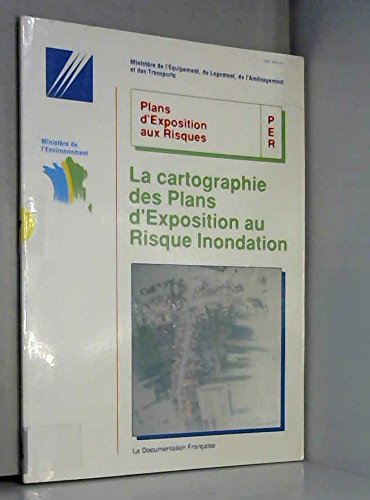 Ministère de l'Equipement, du Logement, de l'Aménagement
et des Transports
Plans
d'Exposition
aux Risques
P
E
R
Ministère de
l'Environnement
La cartographie
des Plans
d'Exposition au
Risque Inondation
La Documentation Française